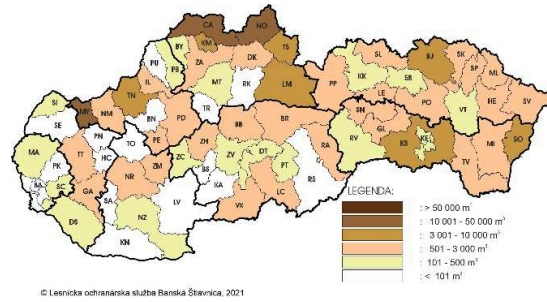 CA NO
BY KM TS
PU PB ZA DK
IL MT RK LM
SI TN TR
MY NM BN PD
SE PN PE
MA TT HC TO
PK
BA SC GA NR ZM
SA
DS NZ LV
KN
ZC ZH BB BR
ZV DT PT RA
BS KA
VK LC RS
SL BJ SK ML
KK SB SP
PP LE PO VT HE SV
SN GL
RV KS KE MI SO
TV
LEGENDA:
: > 50 000 m³
: 10 001 - 50 000 m³
: 3 001 - 10 000 m³
: 501 - 3 000 m³
: 101 - 500 m³
: < 101 m³
© Lesnícka ochranárska služba Banská Štiavnica, 2021